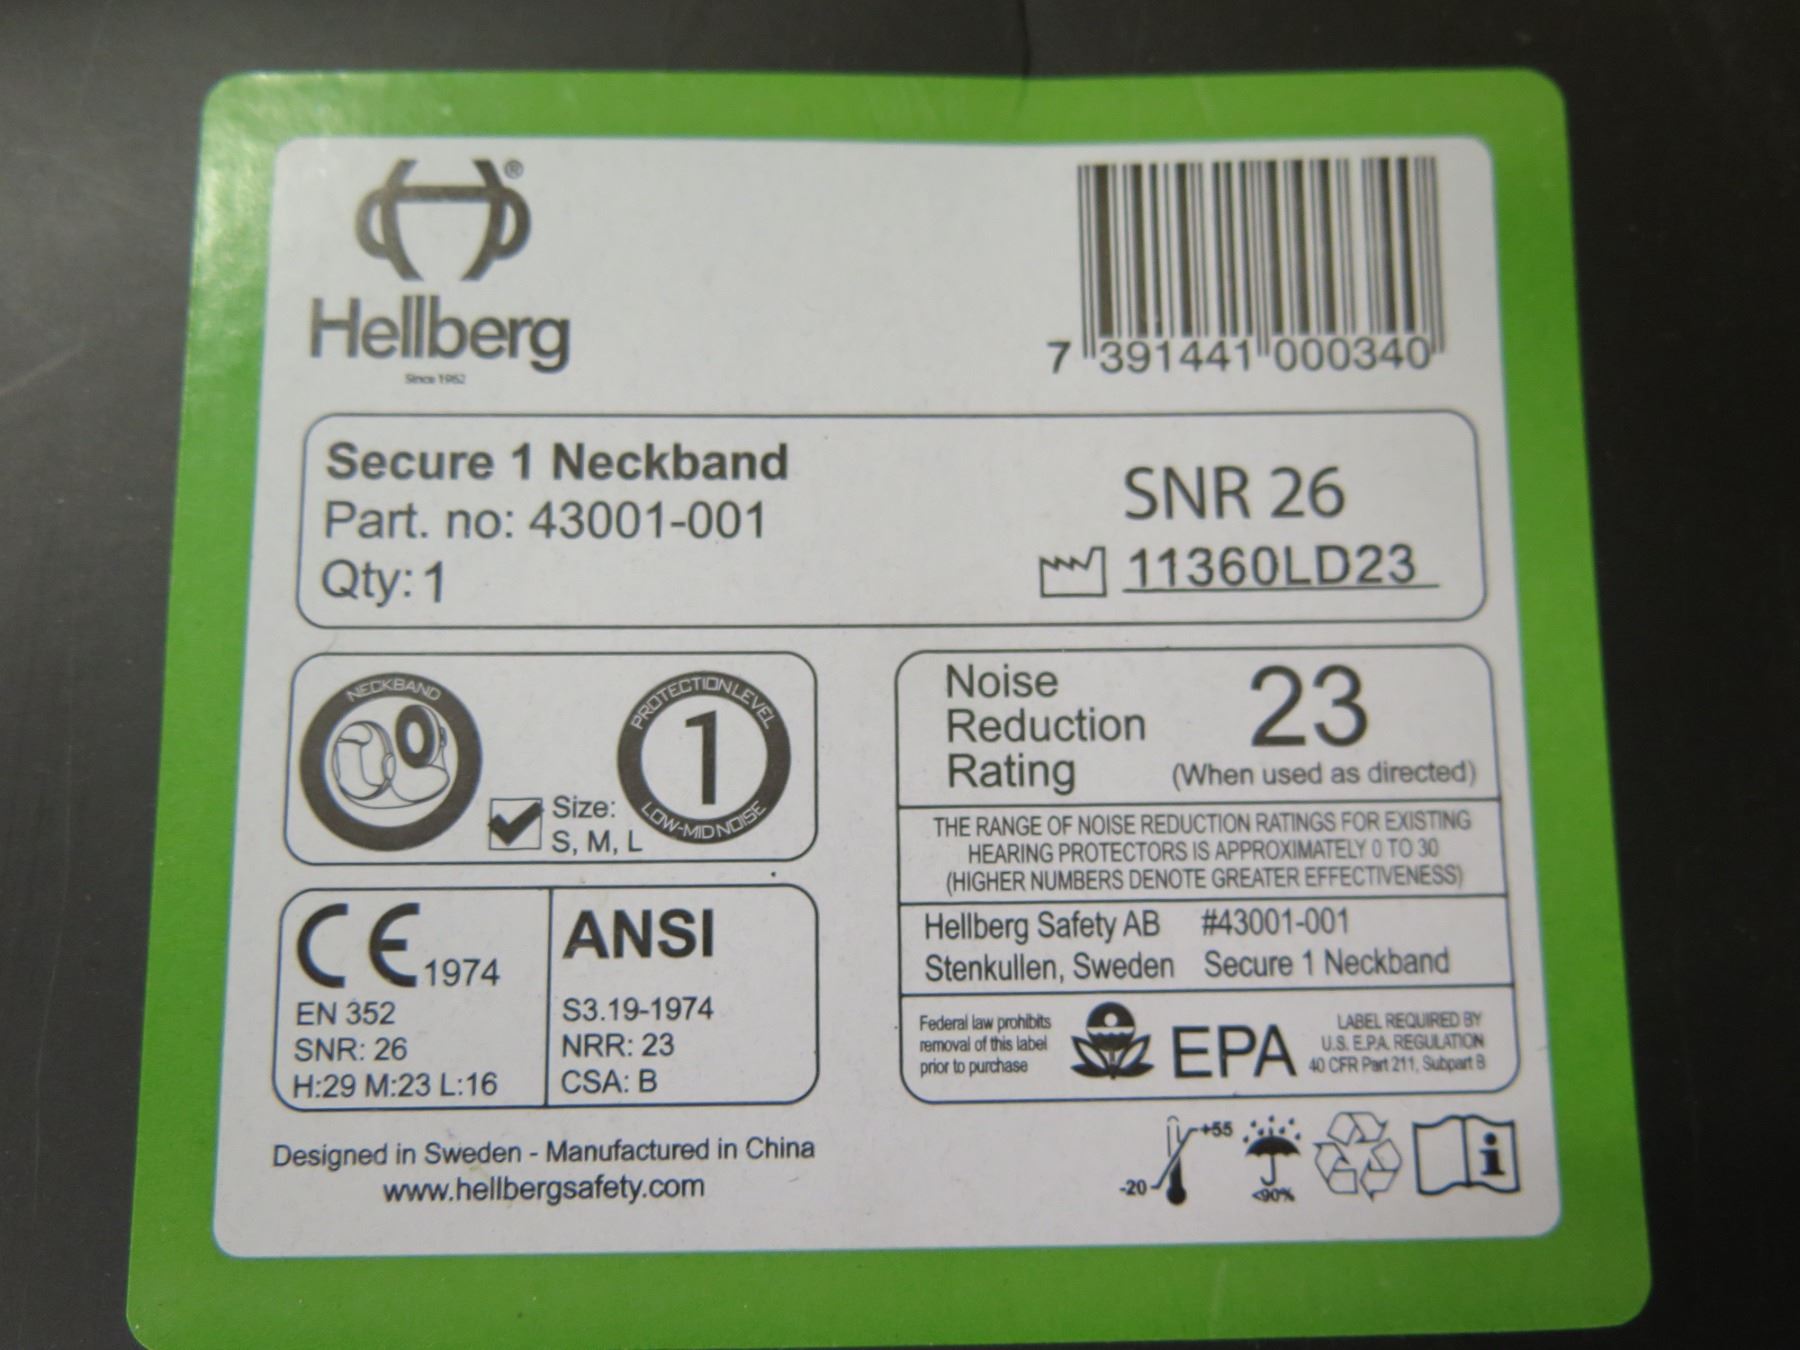 ®
Hellberg
Since 1962
7 391441 000340
Secure 1 Neckband
Part. no: 43001-001
Qty: 1
SNR 26
11360LD23
NECKBAND
Size:
S, M, L
PROTECTION LEVEL
1
LOW-MID NOISE
Noise
Reduction
Rating
23
(When used as directed)
THE RANGE OF NOISE REDUCTION RATINGS FOR EXISTING
HEARING PROTECTORS IS APPROXIMATELY 0 TO 30
(HIGHER NUMBERS DENOTE GREATER EFFECTIVENESS)
Hellberg Safety AB #43001-001
Stenkullen, Sweden Secure 1 Neckband
Federal law prohibits
removal of this label
prior to purchase
EPA
LABEL REQUIRED BY
U.S. E.P.A. REGULATION
40 CFR Part 211, Subpart B
CE 1974
EN 352
SNR: 26
H:29 M:23 L:16
ANSI
S3.19-1974
NRR: 23
CSA: B
Designed in Sweden - Manufactured in China
www.hellbergsafety.com
+55
-20
<90%
i